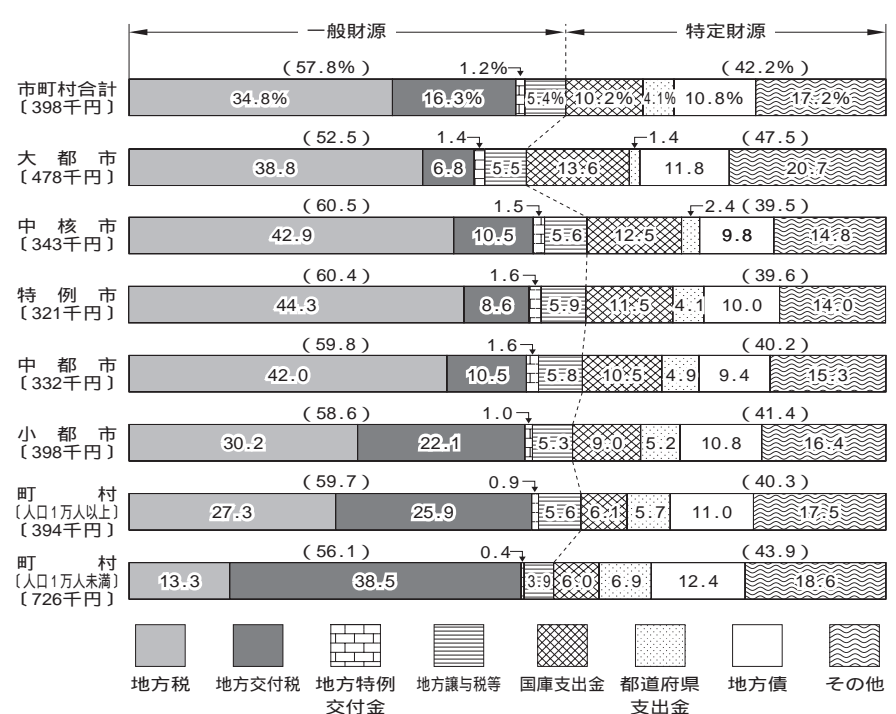 一般財源 特定財源
(57.8%) 1.2% (42.2%)
市町村合計
〔398千円〕
34.8% 16.3% 5.4% 10.2% 4.1% 10.8% 17.2%
(52.5) 1.4 1.4 (47.5)
大都市
〔478千円〕
38.8 6.8 5.5 13.6 11.8 20.7
(60.5) 1.5 2.4 (39.5)
中核市
〔343千円〕
42.9 10.5 5.6 12.5 9.8 14.8
(60.4) 1.6 (39.6)
特例市
〔321千円〕
44.3 8.6 5.9 11.5 4.1 10.0 14.0
(59.8) 1.6 (40.2)
中都市
〔332千円〕
42.0 10.5 5.8 10.5 4.9 9.4 15.3
(58.6) 1.0 (41.4)
小都市
〔398千円〕
30.2 22.1 5.3 9.0 5.2 10.8 16.4
(59.7) 0.9 (40.3)
町村
〔人口1万人以上〕
〔394千円〕
27.3 25.9 5.6 6.1 5.7 11.0 17.5
(56.1) 0.4 (43.9)
町村
〔人口1万人未満〕
〔726千円〕
13.3 38.5 3.9 6.0 6.9 12.4 18.6
地方税 地方交付税 地方特例 地方譲与税等 国庫支出金 都道府県 地方債 その他
交付金 支出金